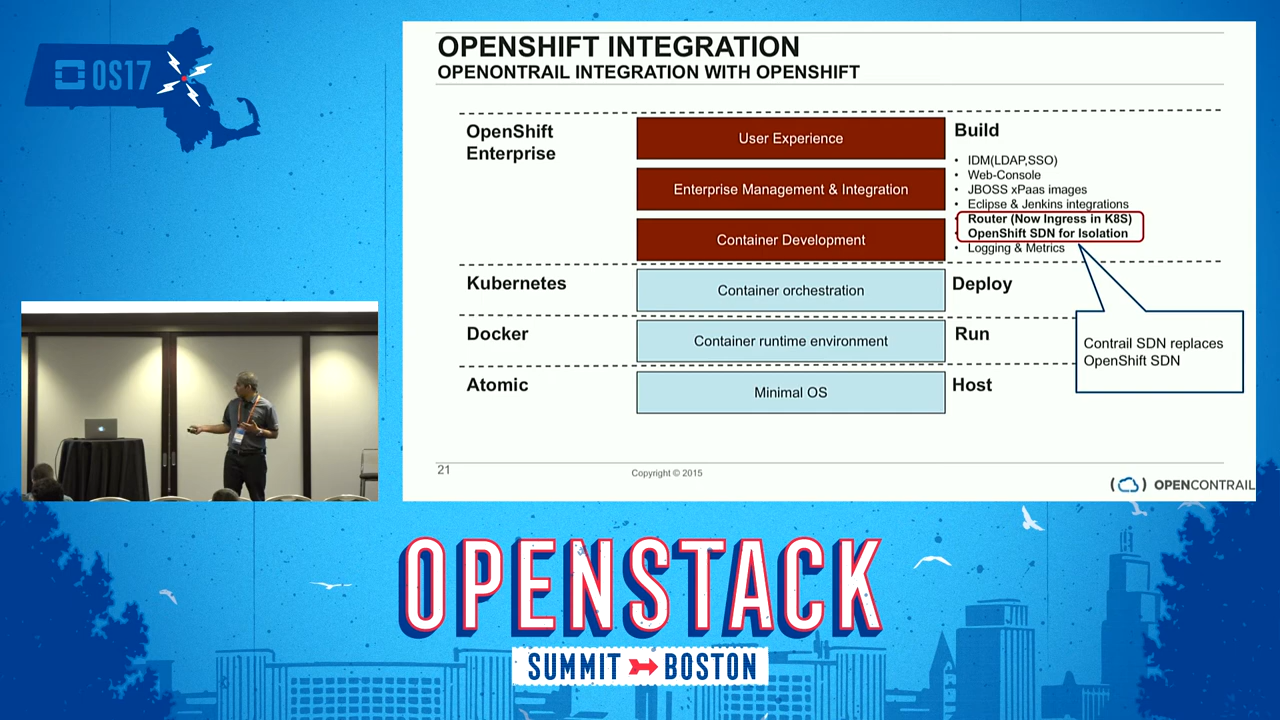 OS17
OPENSHIFT INTEGRATION
OPENONTRAIL INTEGRATION WITH OPENSHIFT
OpenShift
Enterprise
User Experience
Enterprise Management & Integration
Container Development
Build
• IDM(LDAP,SSO)
• Web-Console
• JBOSS xPaas images
• Eclipse & Jenkins integrations
Router (Now Ingress in K8S)
OpenShift SDN for Isolation
• Logging & Metrics
Kubernetes
Container orchestration
Deploy
Docker
Container runtime environment
Run
Contrail SDN replaces
OpenShift SDN
Atomic
Minimal OS
Host
21
Copyright © 2015
OPENCONTRAIL
OPENSTACK
SUMMIT BOSTON